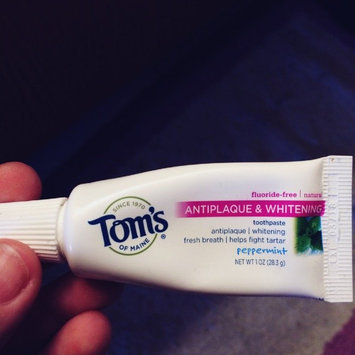 fluoride-free | natural
SINCE 1970
TOM'S
OF MAINE
®
ANTIPLAQUE & WHITENING
toothpaste
antiplaque | whitening
fresh breath | helps fight tartar
peppermint
NET WT 1 OZ (28.3 g)